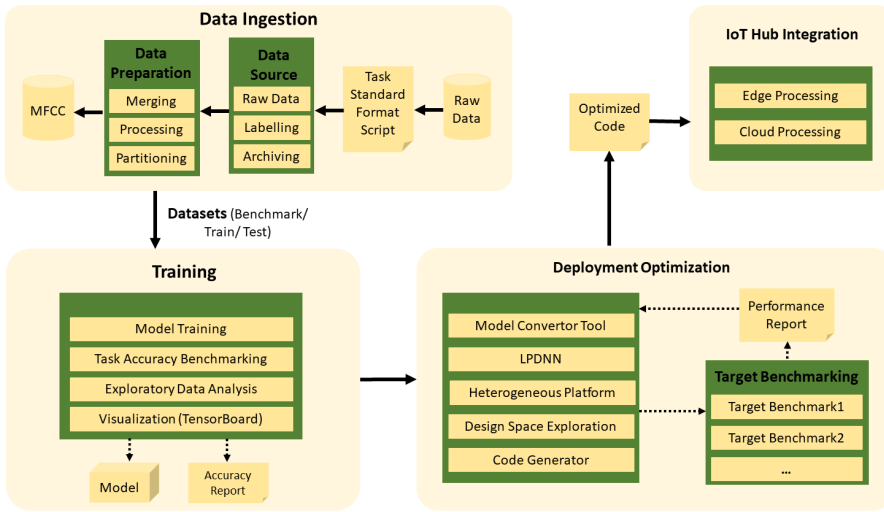 Data Ingestion
MFCC
Data
Preparation
Merging
Processing
Partitioning
Data
Source
Raw Data
Labelling
Archiving
Task
Standard
Format
Script
Raw
Data
Datasets (Benchmark/
Train/ Test)
Training
Model Training
Task Accuracy Benchmarking
Exploratory Data Analysis
Visualization (TensorBoard)
Model
Accuracy
Report
Deployment Optimization
Model Convertor Tool
LPDNN
Heterogeneous Platform
Design Space Exploration
Code Generator
Performance
Report
Target Benchmarking
Target Benchmark1
Target Benchmark2
...
Optimized
Code
IoT Hub Integration
Edge Processing
Cloud Processing